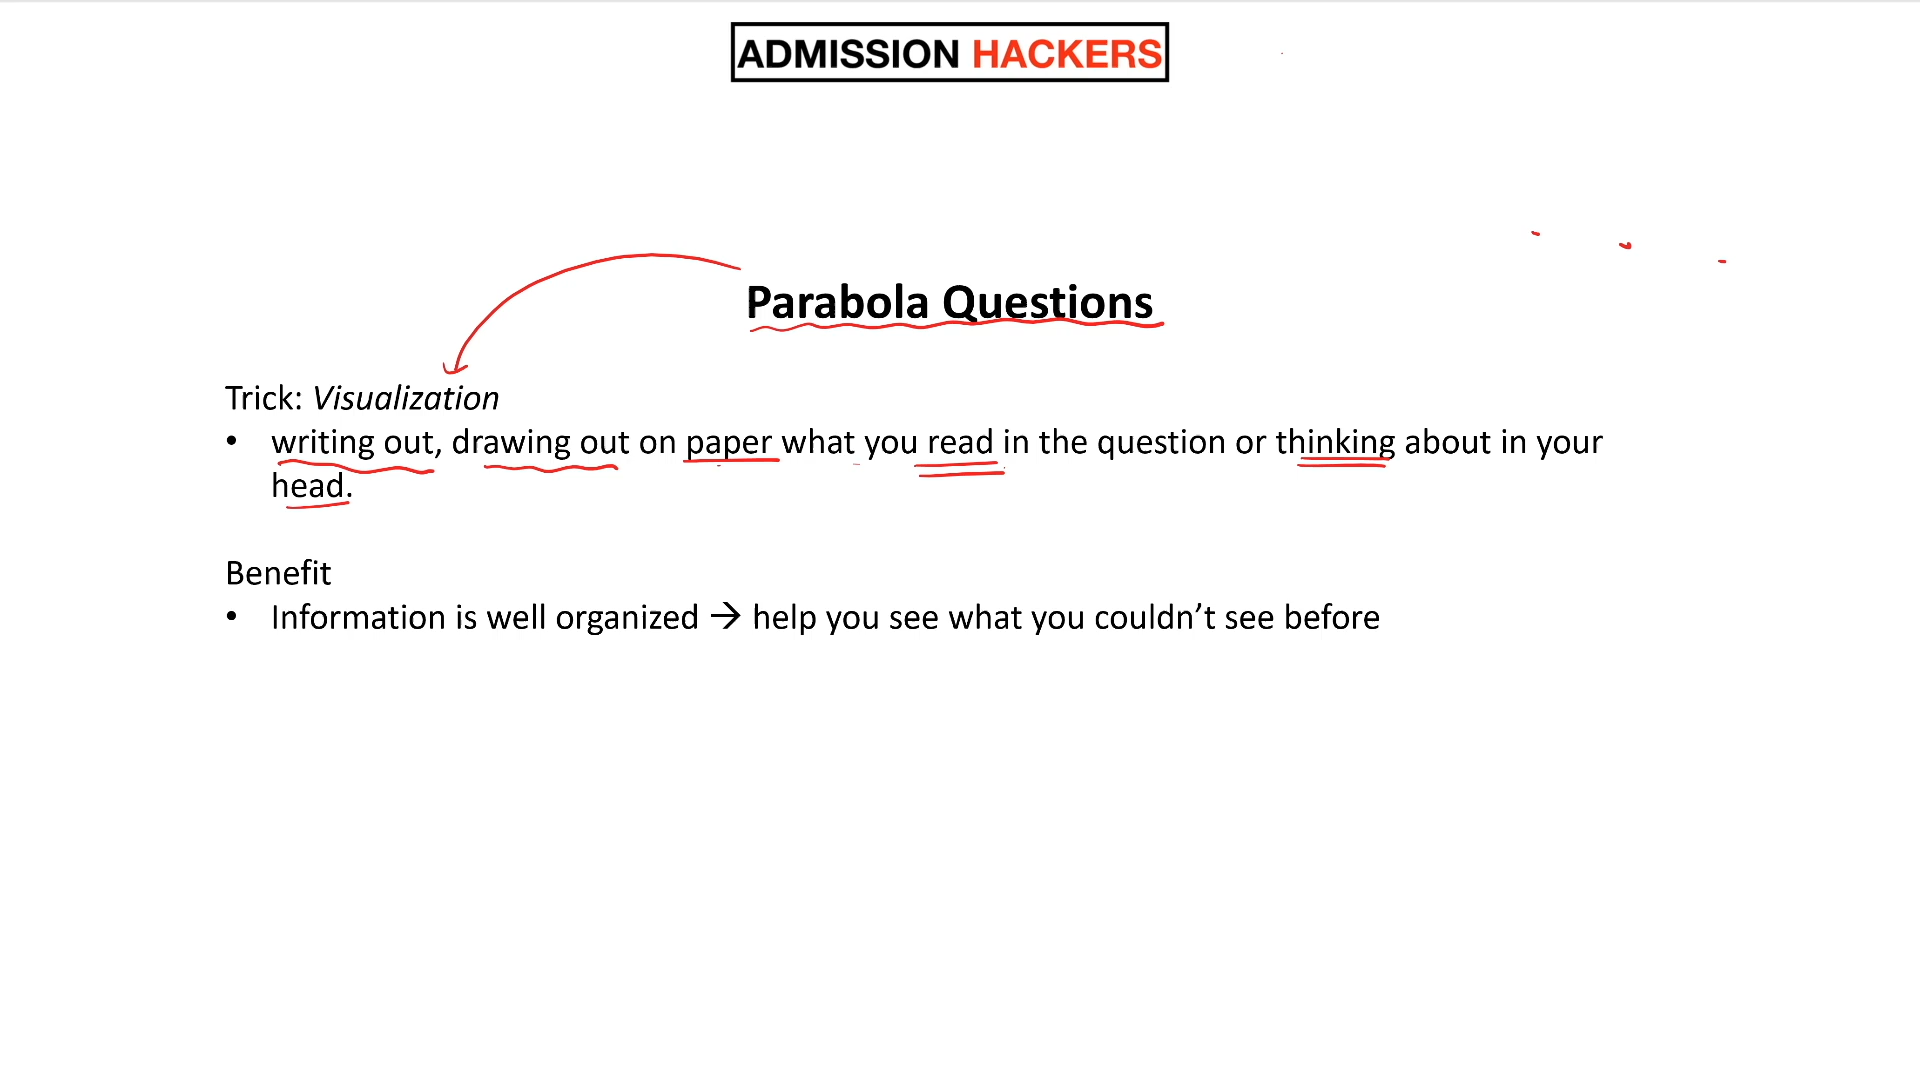 ADMISSION HACKERS
Parabola Questions
Trick: Visualization
• writing out, drawing out on paper what you read in the question or thinking about in your
head.
Benefit
• Information is well organized → help you see what you couldn’t see before